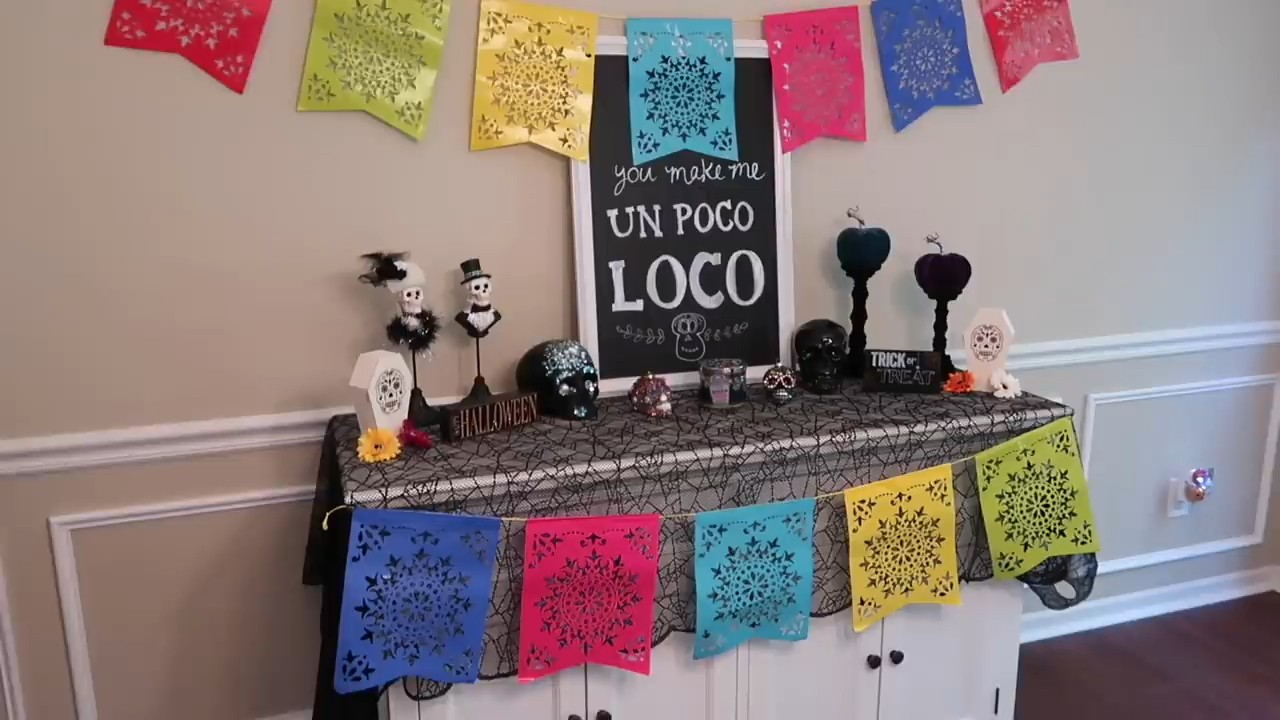 you make me
UN POCO
LOCO
HALLOWEEN
TRICK or
TREAT